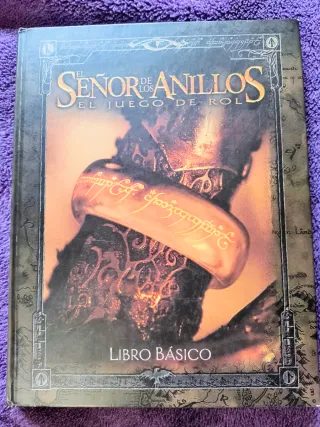 EL SEÑOR DE LOS ANILLOS
EL JUEGO DE ROL
LIBRO BÁSICO